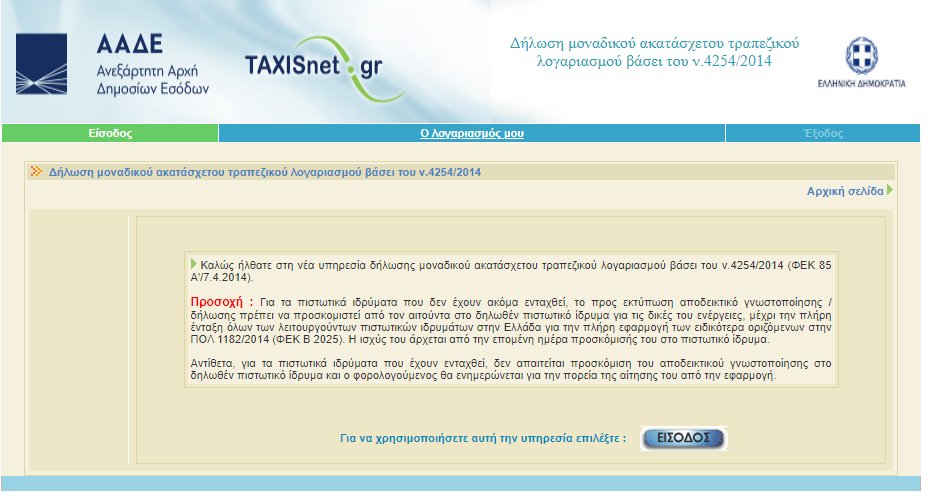 ΑΑΔΕ
Ανεξάρτητη Αρχή
Δημοσίων Εσόδων
TAXISnet.gr
Δήλωση μοναδικού ακατάσχετου τραπεζικού
λογαριασμού βάσει του ν.4254/2014
ΕΛΛΗΝΙΚΗ ΔΗΜΟΚΡΑΤΙΑ
Είσοδος
Ο Λογαριασμός μου
Έξοδος
Δήλωση μοναδικού ακατάσχετου τραπεζικού λογαριασμού βάσει του ν.4254/2014
Αρχική σελίδα
Καλώς ήλθατε στη νέα υπηρεσία δήλωσης μοναδικού ακατάσχετου τραπεζικού λογαριασμού βάσει του ν.4254/2014 (ΦΕΚ 85
Α'/7.4.2014).
Προσοχή : Για τα πιστωτικά ιδρύματα που δεν έχουν ακόμα ενταχθεί, το προς εκτύπωση αποδεικτικό γνωστοποίησης /
δήλωσης πρέπει να προσκομιστεί από τον αιτούντα στο δηλωθέν πιστωτικό ίδρυμα για τις δικές του ενέργειες, μέχρι την πλήρη
ένταξη όλων των λειτουργούντων πιστωτικών ιδρυμάτων στην Ελλάδα για την πλήρη εφαρμογή των ειδικότερα οριζόμενων στην
ΠΟΛ 1182/2014 (ΦΕΚ Β 2025). Η ισχύς του άρχεται από την επομένη ημέρα προσκόμισής του στο πιστωτικό ίδρυμα.
Αντίθετα, για τα πιστωτικά ιδρύματα που έχουν ενταχθεί, δεν απαιτείται προσκόμιση του αποδεικτικού γνωστοποίησης στο
δηλωθέν πιστωτικό ίδρυμα και ο φορολογούμενος θα ενημερώνεται για την πορεία της αίτησης του από την εφαρμογή.
Για να χρησιμοποιήσετε αυτή την υπηρεσία επιλέξτε :
ΕΙΣΟΔΟΣ